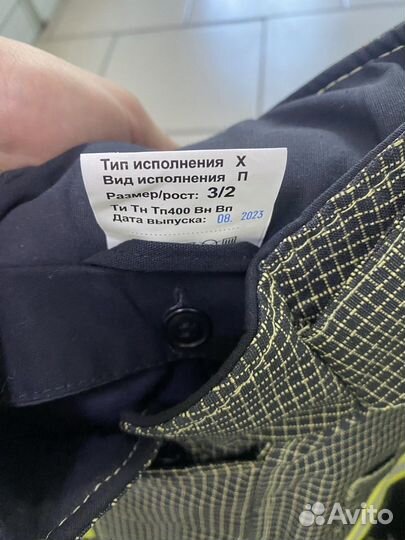 Тип исполнения Х
Вид исполнения П
Размер/рост: 3/2
Ти Тн Тп400 Вн Вп
Дата выпуска: 08. 2023
Avito